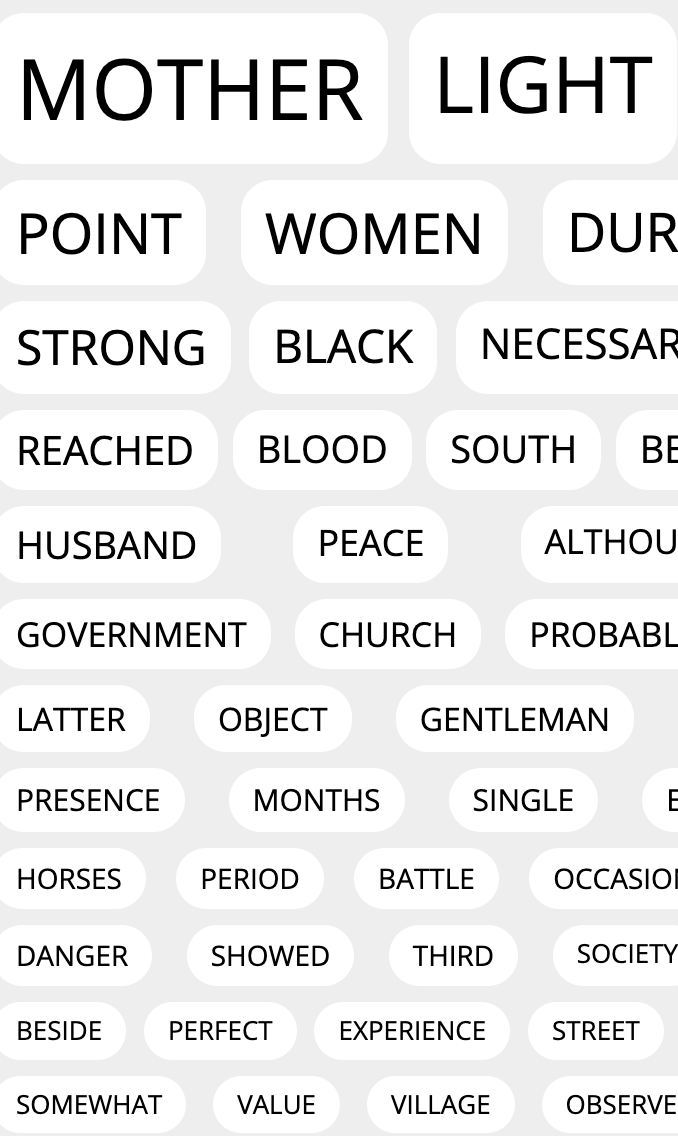 MOTHER LIGHT
POINT WOMEN DUR
STRONG BLACK NECESSAR
REACHED BLOOD SOUTH BE
HUSBAND PEACE ALTHOU
GOVERNMENT CHURCH PROBABL
LATTER OBJECT GENTLEMAN
PRESENCE MONTHS SINGLE E
HORSES PERIOD BATTLE OCCASION
DANGER SHOWED THIRD SOCIETY
BESIDE PERFECT EXPERIENCE STREET
SOMEWHAT VALUE VILLAGE OBSERVE